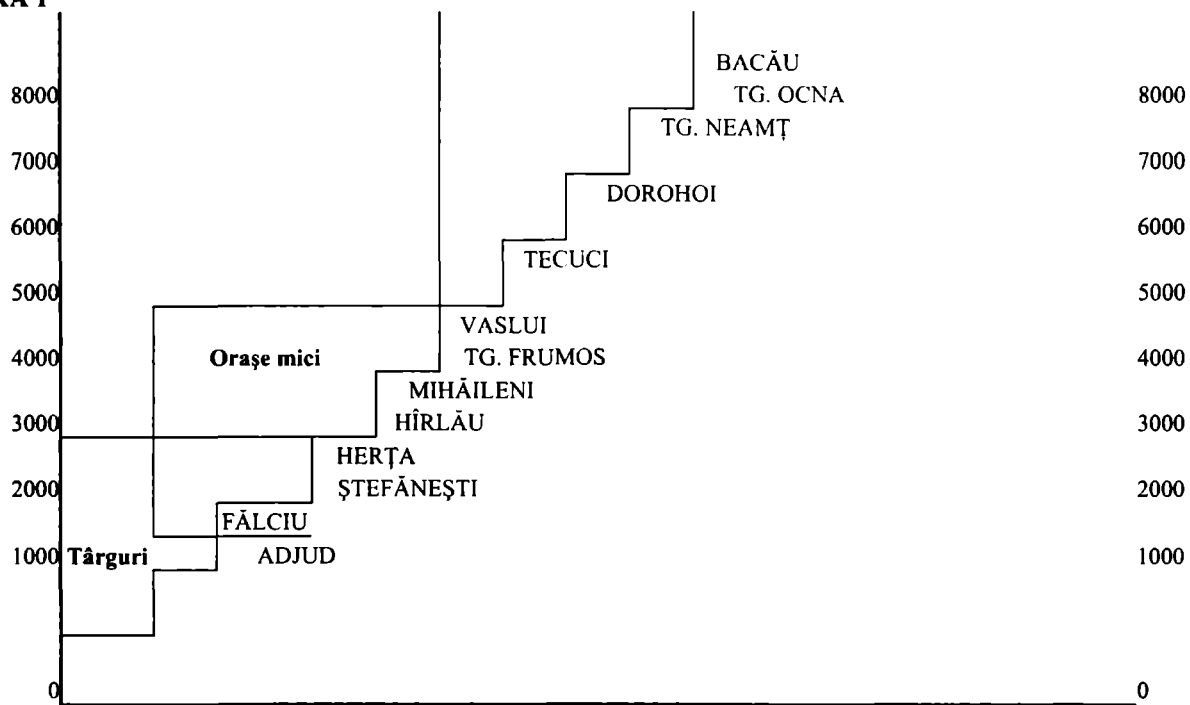 BACĂU
8000 TG. OCNA 8000
TG. NEAMȚ
7000 7000
DOROHOI
6000 6000
TECUCI
5000 5000
VASLUI
4000 Orașe mici TG. FRUMOS 4000
MIHĂILENI
3000 HÎRLĂU 3000
HERȚA
2000 ȘTEFĂNEȘTI 2000
FĂLCIU
1000 Târguri ADJUD 1000
0 0